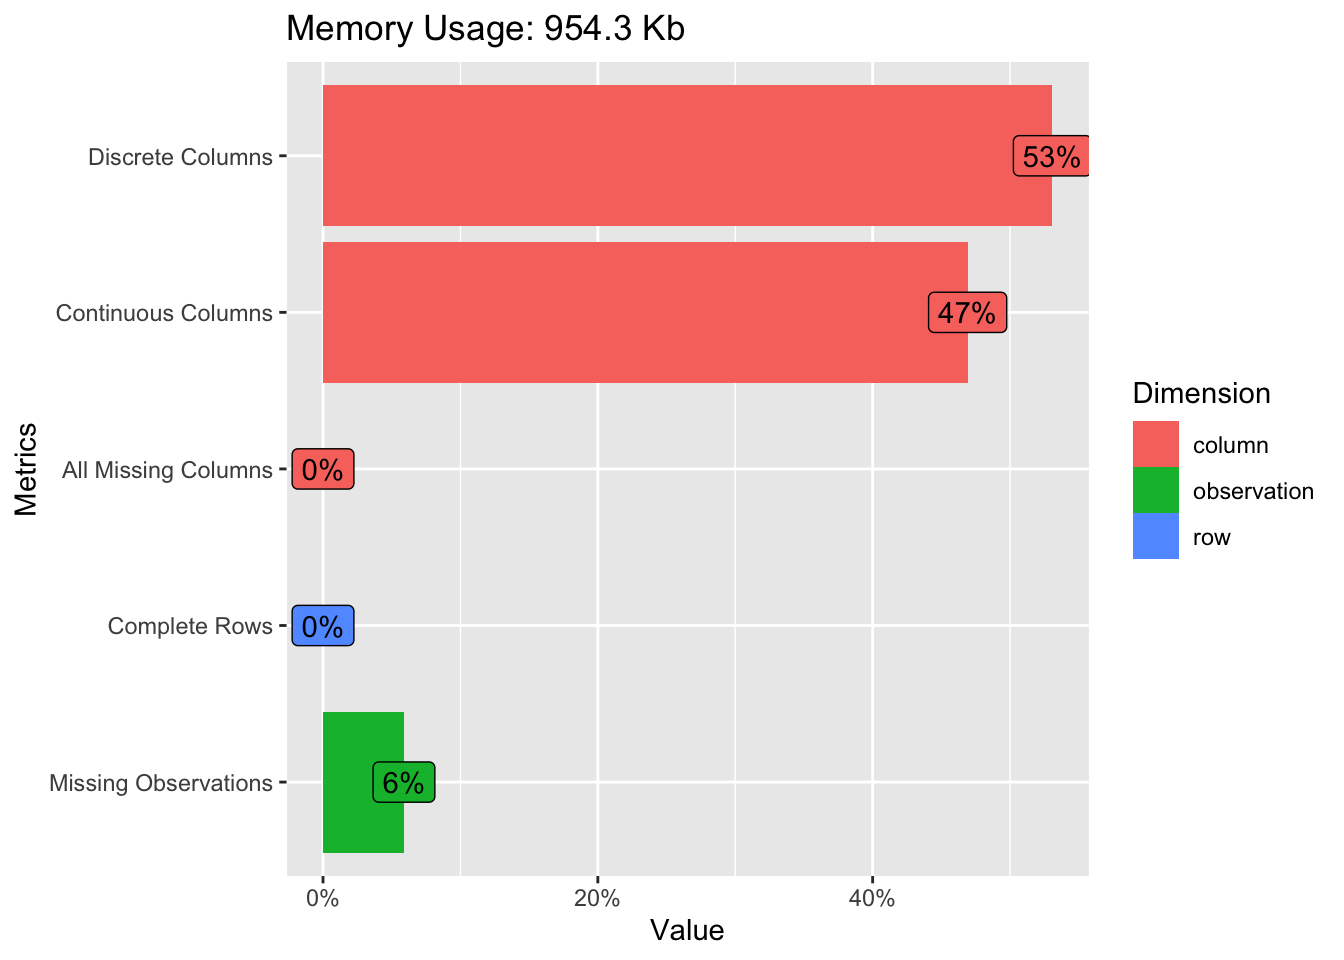 Memory Usage: 954.3 Kb
Metrics
Discrete Columns
53%
Continuous Columns
47%
All Missing Columns
0%
Complete Rows
0%
Missing Observations
6%
0%
20%
40%
Value
Dimension
column
observation
row